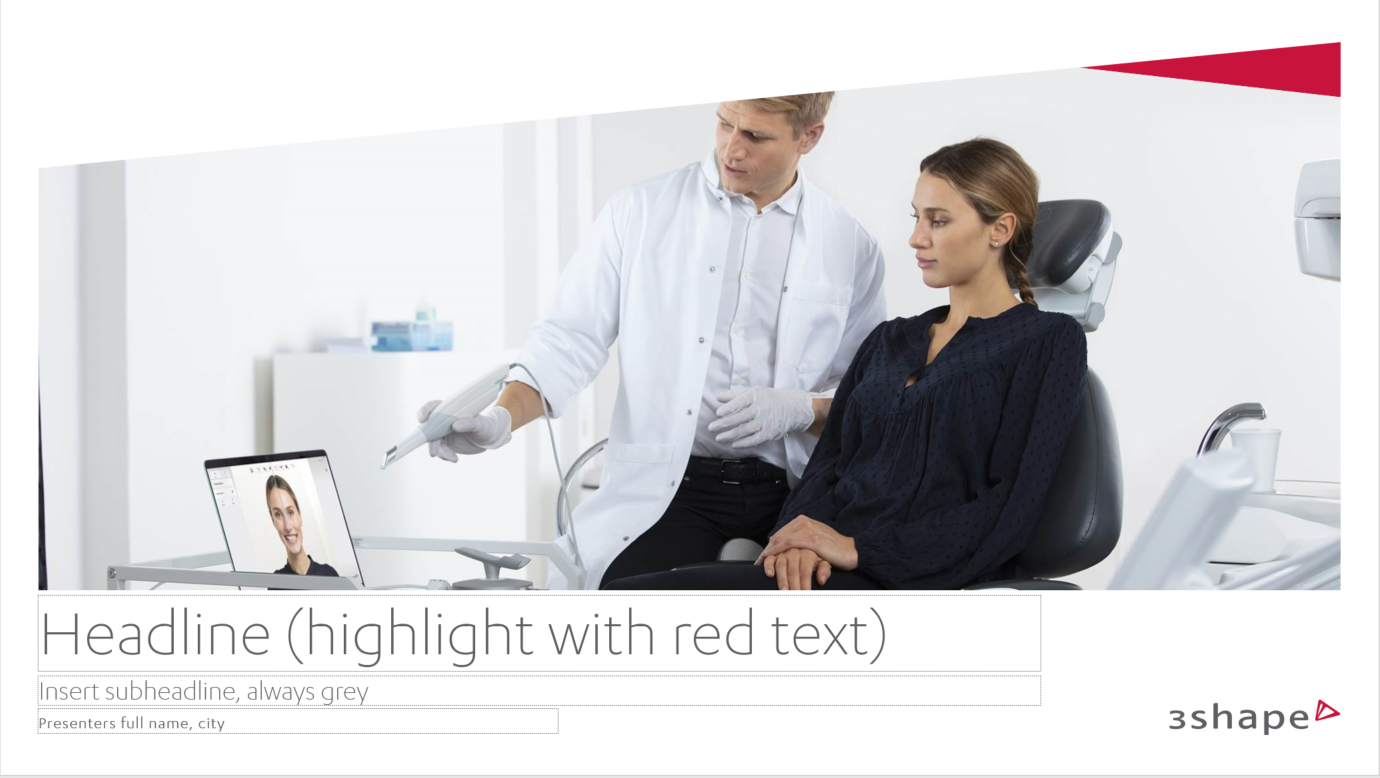 Headline (highlight with red text)
Insert subheadline, always grey
Presenters full name, city
3shape